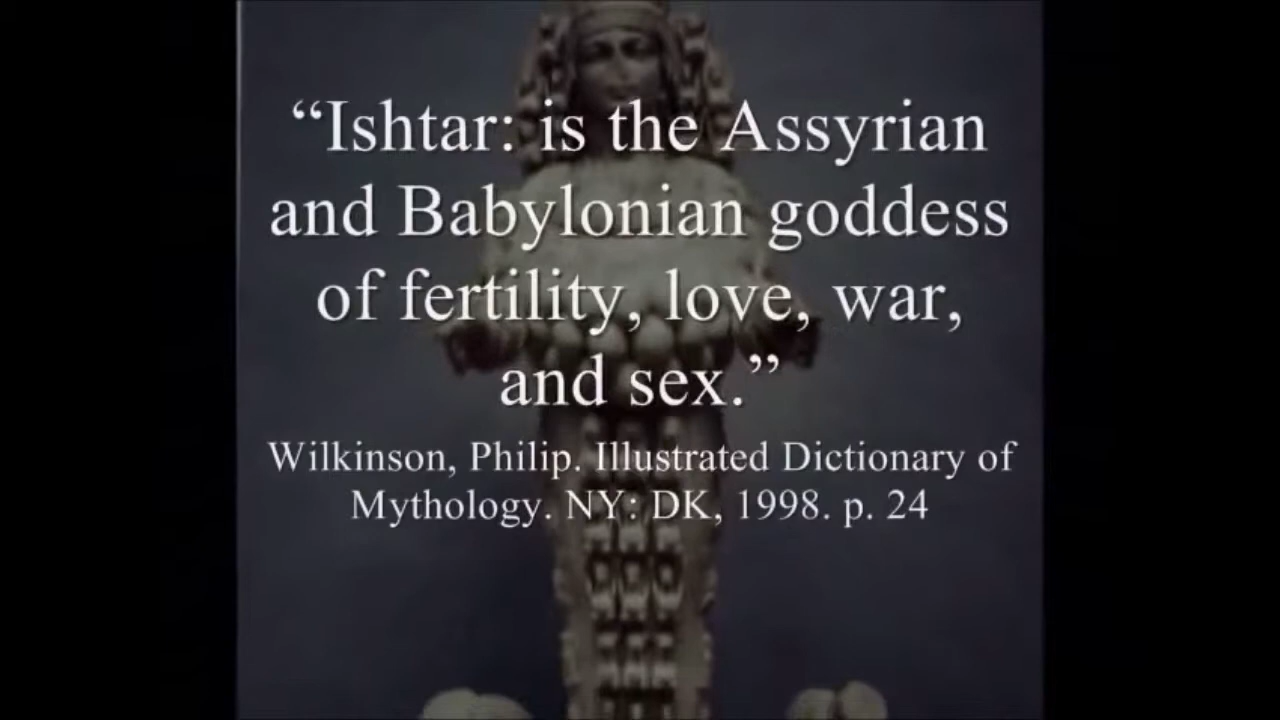 “Ishtar: is the Assyrian
and Babylonian goddess
of fertility, love, war,
and sex.”
Wilkinson, Philip. Illustrated Dictionary of
Mythology. NY: DK, 1998. p. 24